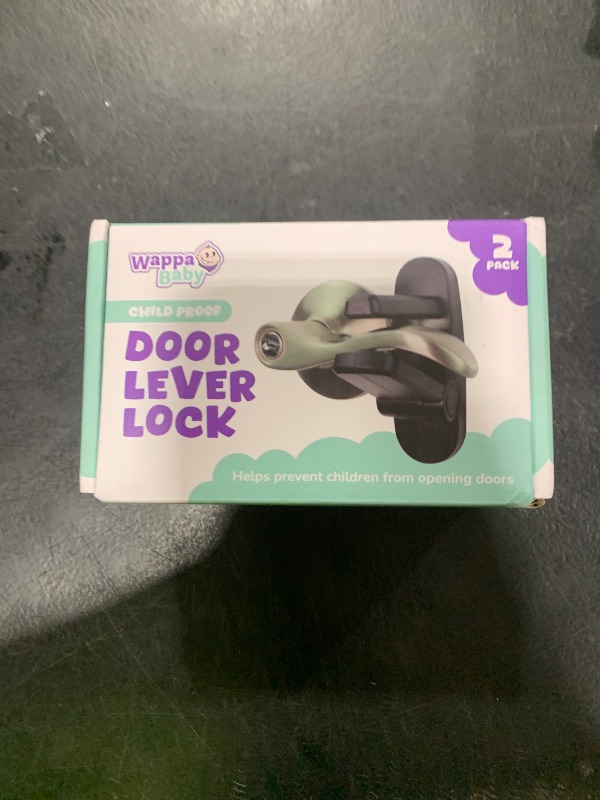 Wappa
Baby
2
PACK
CHILD PROOF
DOOR
LEVER
LOCK
Helps prevent children from opening doors